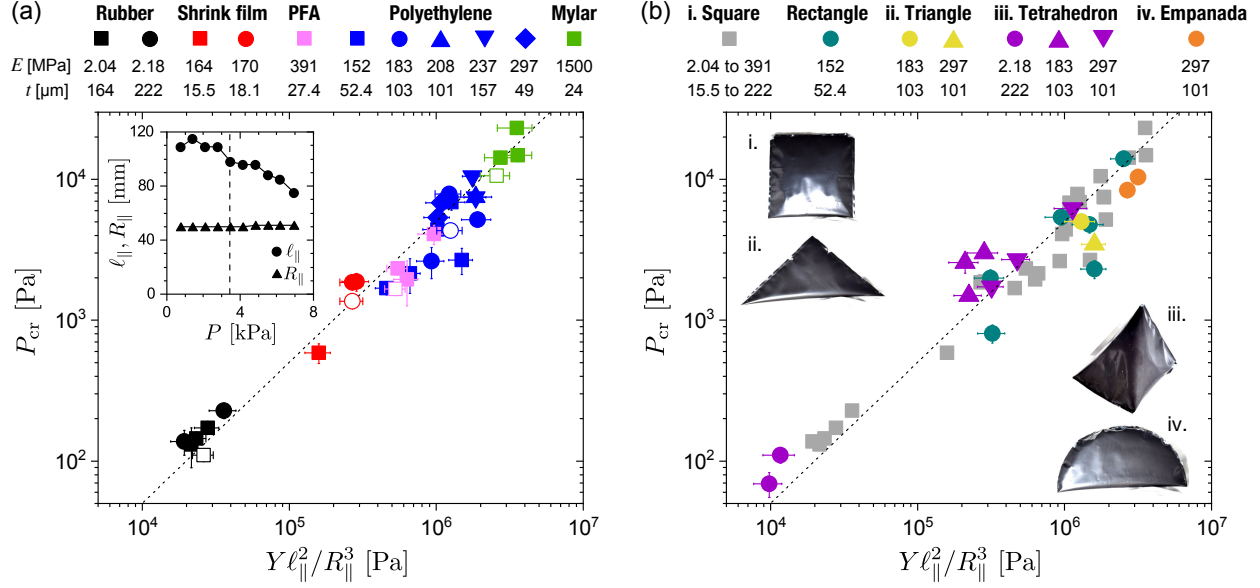 (a) Rubber Shrink film PFA Polyethylene Mylar
E [MPa] 2.04 2.18 164 170 391 152 183 208 237 297 1500
t [μm] 164 222 15.5 18.1 27.4 52.4 103 101 157 49 24
120
80
40
0
ℓ∥, R∥ [mm]
ℓ∥
R∥
0 4 8
P [kPa]
10⁴
10³
10²
P_cr [Pa]
10⁴ 10⁵ 10⁶ 10⁷
Yℓ∥²/R∥³ [Pa]
(b) i. Square Rectangle ii. Triangle iii. Tetrahedron iv. Empanada
2.04 to 391 152 183 297 2.18 183 297 297
15.5 to 222 52.4 103 101 222 103 101 101
i.
ii.
iii.
iv.
10⁴
10³
10²
P_cr [Pa]
10⁴ 10⁵ 10⁶ 10⁷
Yℓ∥²/R∥³ [Pa]